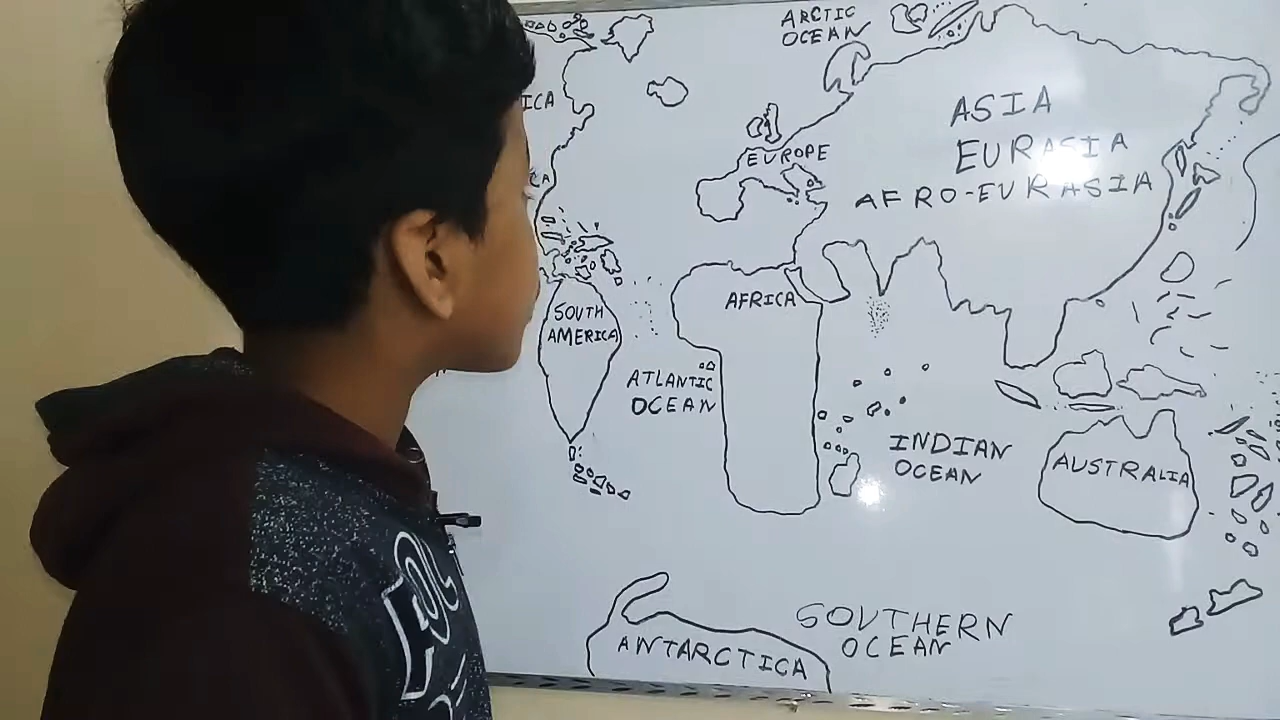 ARCTIC
OCEAN
ASIA
EURASIA
AFRO-EURASIA
EUROPE
AFRICA
SOUTH
AMERICA
ATLANTIC
OCEAN
INDIAN
OCEAN
AUSTRALIA
SOUTHERN
OCEAN
ANTARCTICA